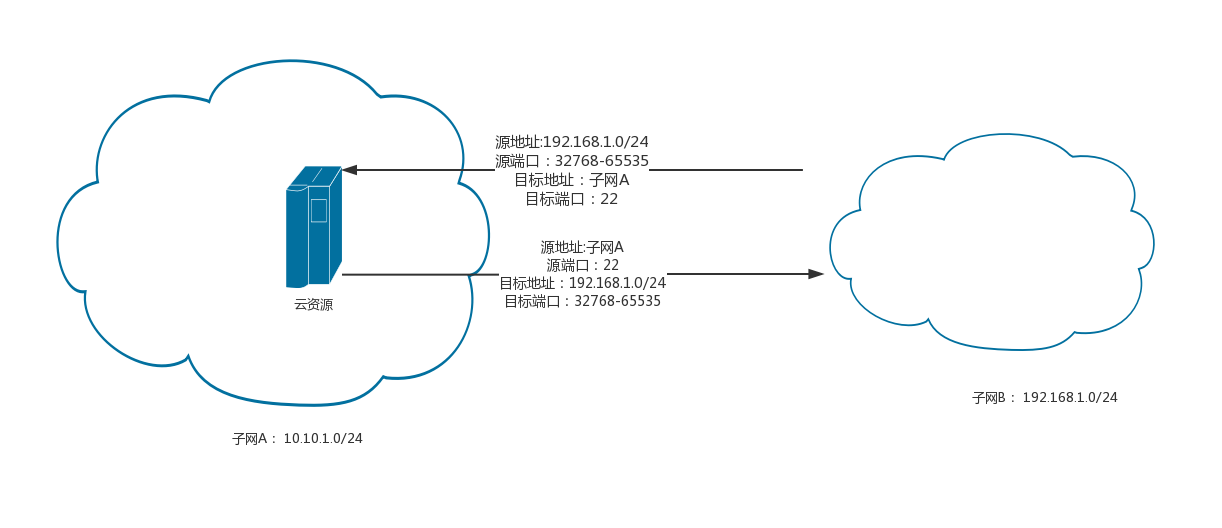 源地址:192.168.1.0/24
源端口：32768-65535
目标地址：子网A
目标端口：22
源地址:子网A
源端口：22
目标地址：192.168.1.0/24
目标端口：32768-65535
云资源
子网B： 192.168.1.0/24
子网A： 10.10.1.0/24